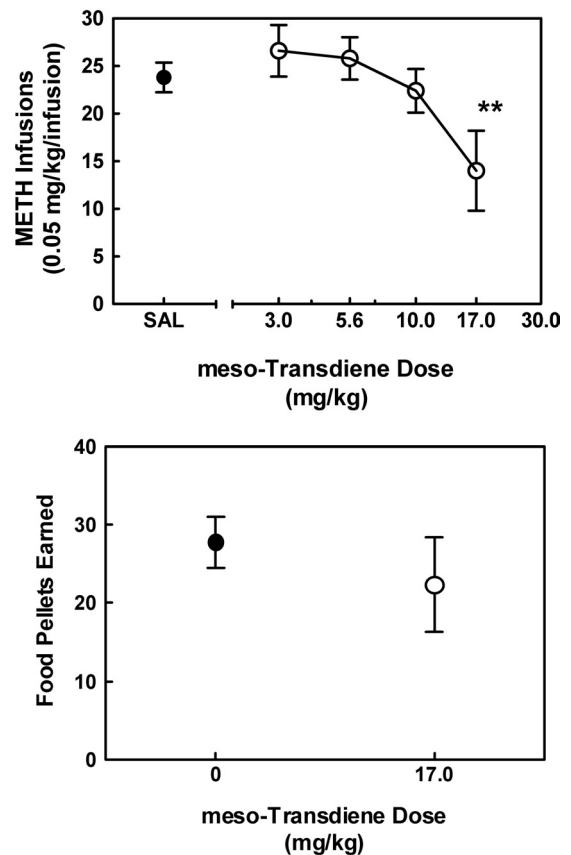 METH Infusions
(0.05 mg/kg/infusion)
30
25
20
15
10
5
0
**
SAL 3.0 5.6 10.0 17.0 30.0
meso-Transdiene Dose
(mg/kg)
Food Pellets Earned
40
30
20
10
0
0 17.0
meso-Transdiene Dose
(mg/kg)